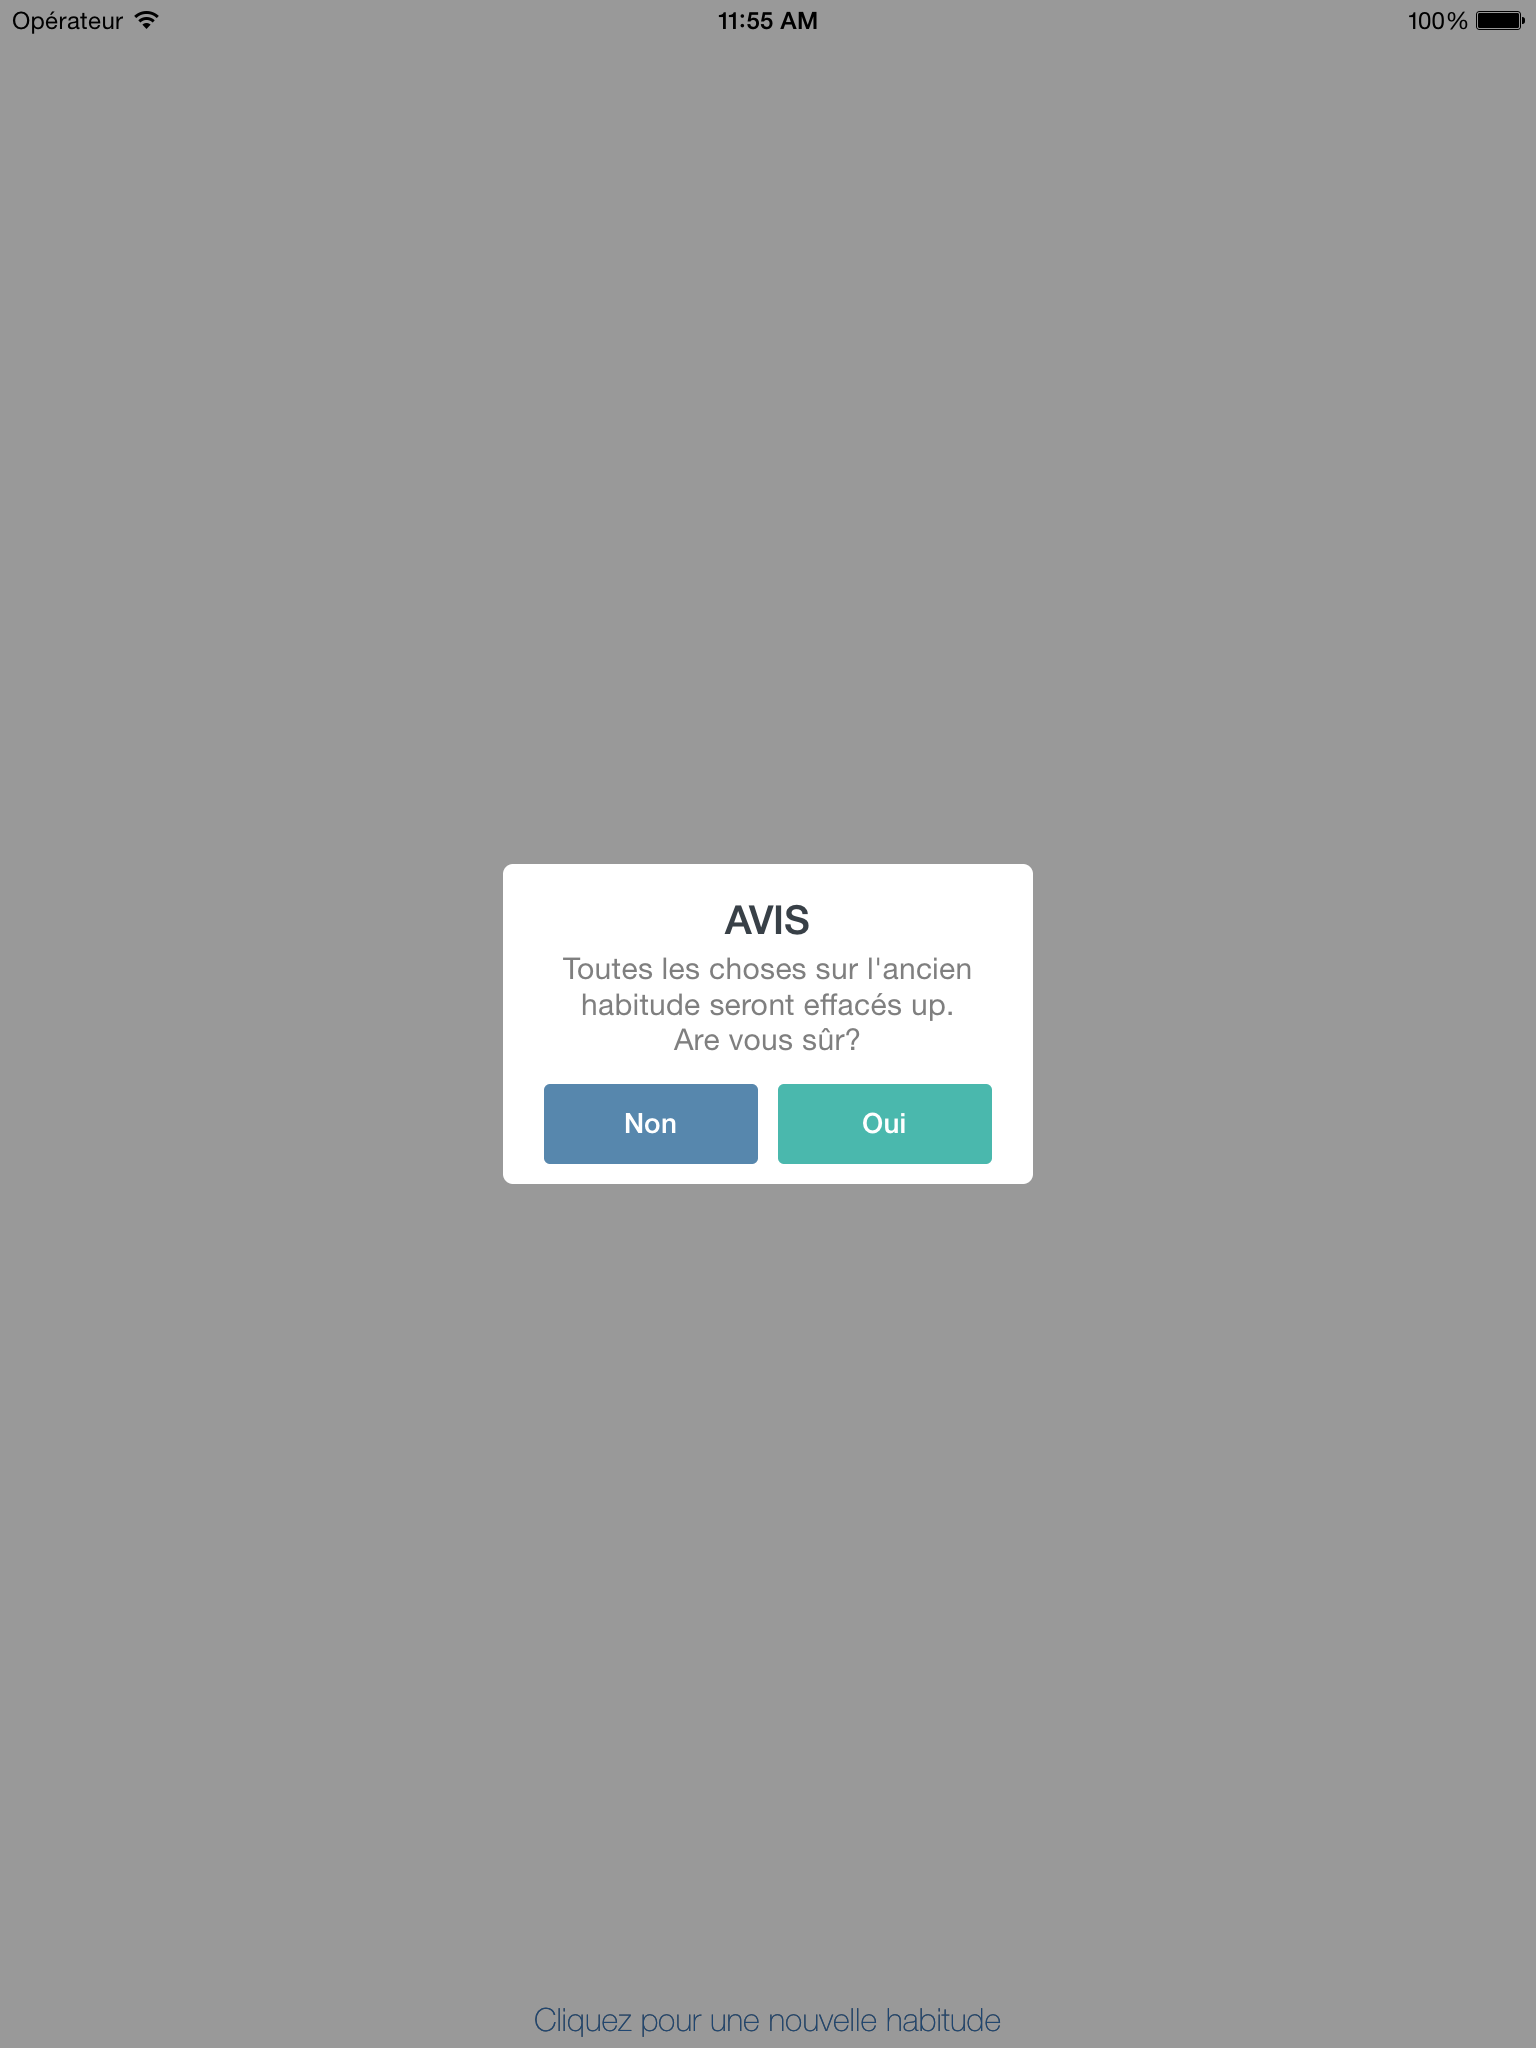 Opérateur 11:55 AM 100%
AVIS
Toutes les choses sur l'ancien
habitude seront effacés up.
Are vous sûr?
Non Oui
Cliquez pour une nouvelle habitude